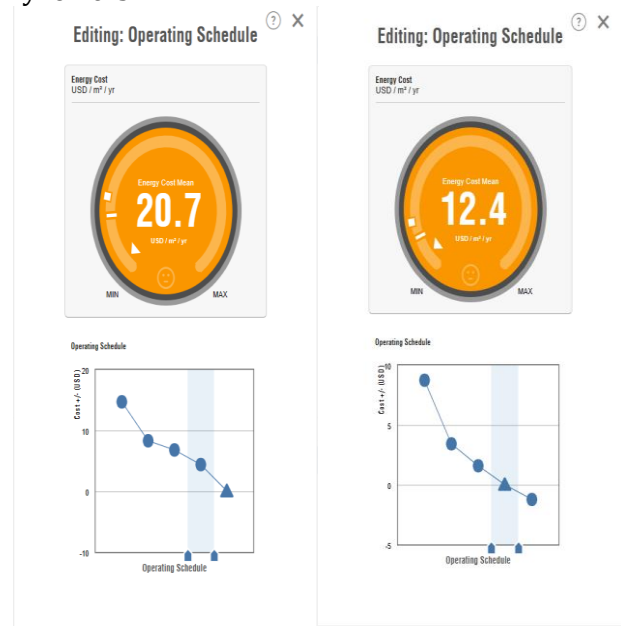 Editing: Operating Schedule
?
Energy Cost
USD / m² / yr
Energy Cost Mean
20.7
USD / m² / yr
MIN
MAX
Operating Schedule
Cost +/- (USD)
20
10
0
-10
Operating Schedule
Editing: Operating Schedule
?
Energy Cost
USD / m² / yr
Energy Cost Mean
12.4
USD / m² / yr
MIN
MAX
Operating Schedule
Cost +/- (USD)
10
5
0
-5
Operating Schedule